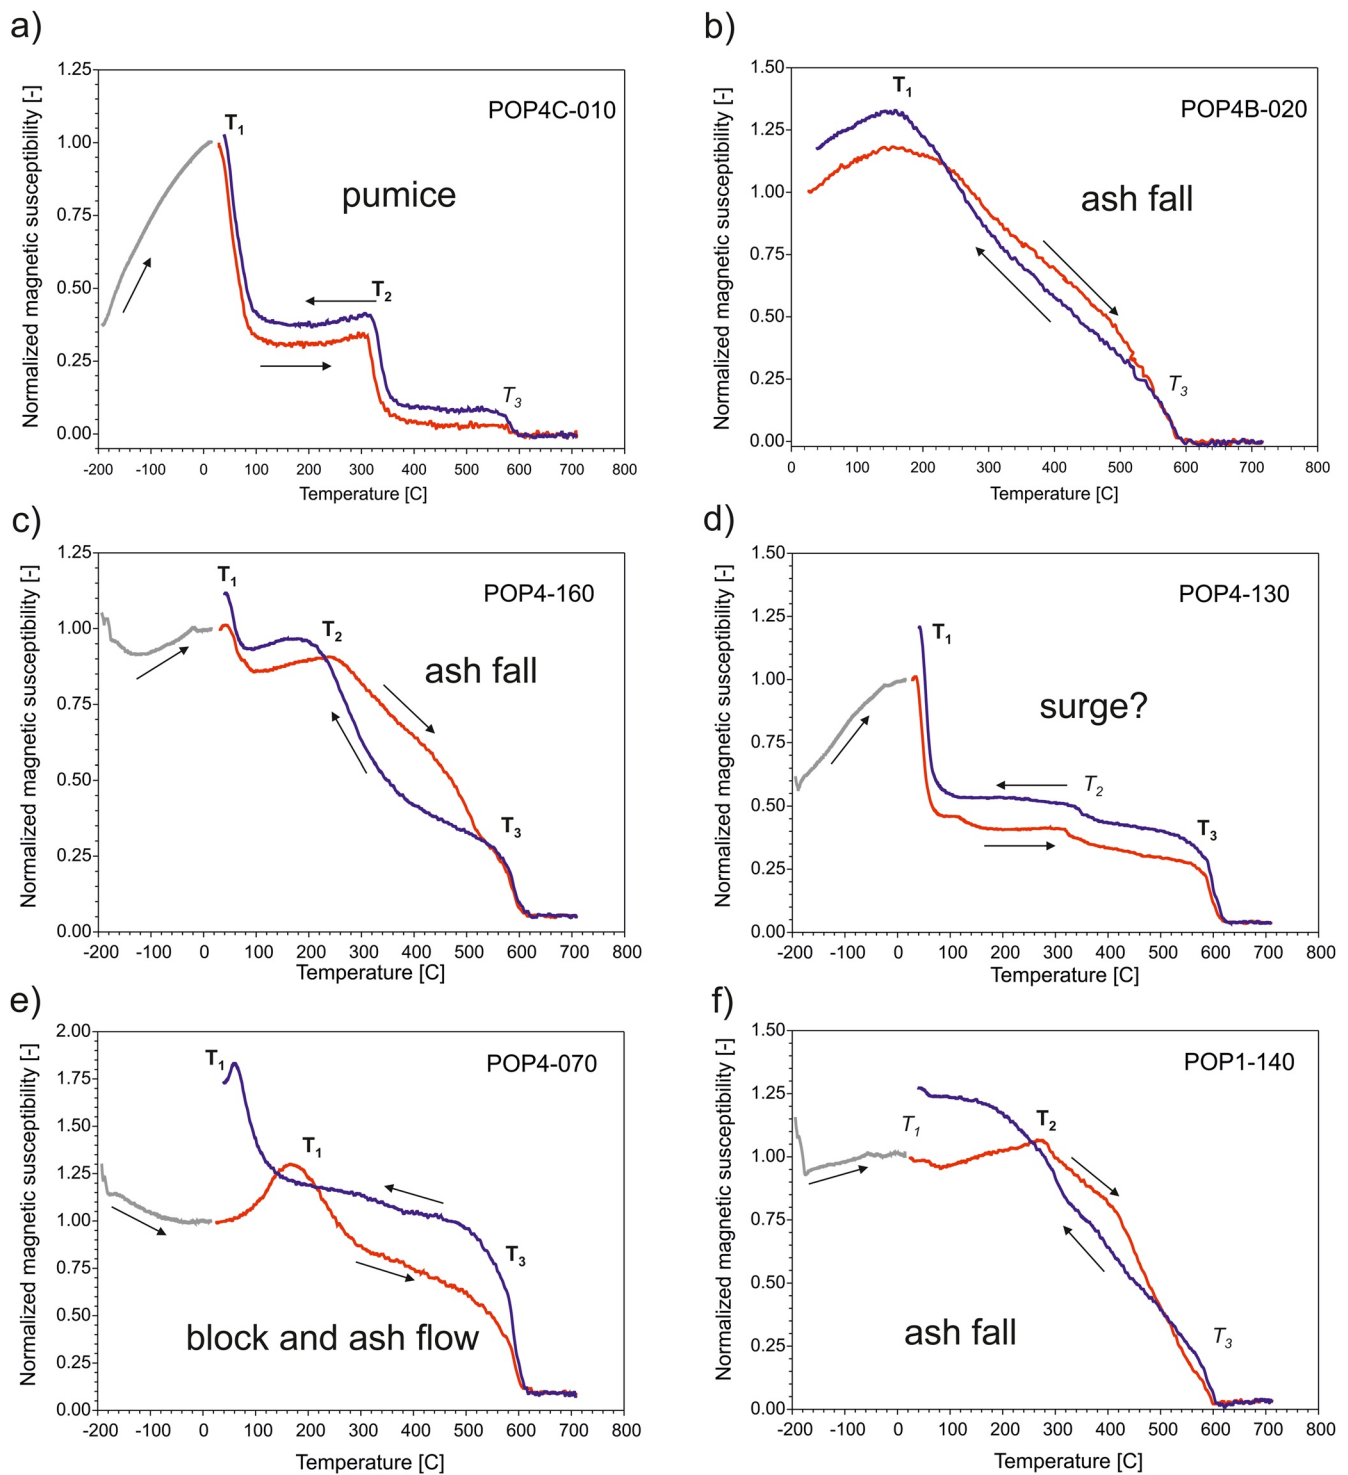 a)
Normalized magnetic susceptibility [-]
1.25
1.00
0.75
0.50
0.25
0.00
POP4C-010
T1
pumice
T2
T3
-200 -100 0 100 200 300 400 500 600 700 800
Temperature [C]
b)
Normalized magnetic susceptibility [-]
1.50
1.25
1.00
0.75
0.50
0.25
0.00
T1
POP4B-020
ash fall
T3
0 100 200 300 400 500 600 700 800
Temperature [C]
c)
Normalized magnetic susceptibility [-]
1.25
1.00
0.75
0.50
0.25
0.00
T1
POP4-160
T2
ash fall
T3
-200 -100 0 100 200 300 400 500 600 700 800
Temperature [C]
d)
Normalized magnetic susceptibility [-]
1.50
1.25
1.00
0.75
0.50
0.25
0.00
POP4-130
T1
surge?
T2
T3
-200 -100 0 100 200 300 400 500 600 700 800
Temperature [C]
e)
Normalized magnetic susceptibility [-]
2.00
1.75
1.50
1.25
1.00
0.75
0.50
0.25
0.00
T1
POP4-070
T1
T3
block and ash flow
-200 -100 0 100 200 300 400 500 600 700 800
Temperature [C]
f)
Normalized magnetic susceptibility [-]
1.50
1.25
1.00
0.75
0.50
0.25
0.00
POP1-140
T1
T2
ash fall
T3
-200 -100 0 100 200 300 400 500 600 700 800
Temperature [C]